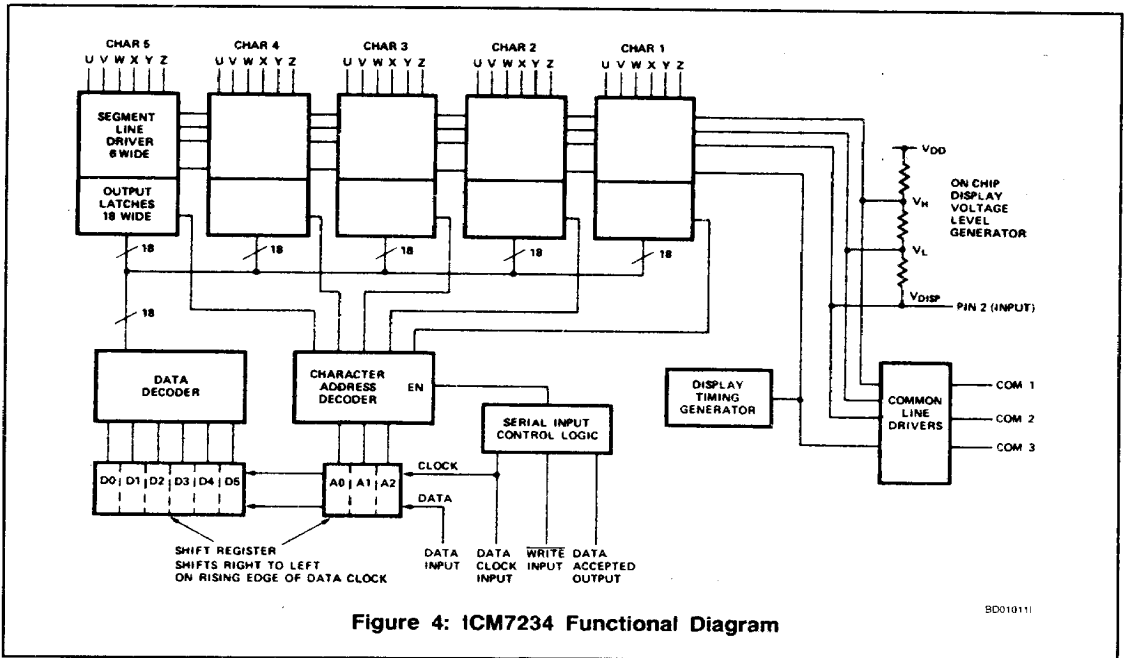 CHAR 5
U V W X Y Z
CHAR 4
U V W X Y Z
CHAR 3
U V W X Y Z
CHAR 2
U V W X Y Z
CHAR 1
U V W X Y Z
SEGMENT
LINE
DRIVER
6 WIDE
OUTPUT
LATCHES
18 WIDE
18
18
18
18
18
18
VDD
VH
VL
VDISP
ON CHIP
DISPLAY
VOLTAGE
LEVEL
GENERATOR
PIN 2 (INPUT)
DATA
DECODER
CHARACTER
ADDRESS
DECODER
EN
DISPLAY
TIMING
GENERATOR
COMMON
LINE
DRIVERS
COM 1
COM 2
COM 3
SERIAL INPUT
CONTROL LOGIC
D0 D1 D2 D3 D4 D5
A0 A1 A2
CLOCK
DATA
SHIFT REGISTER
SHIFTS RIGHT TO LEFT
ON RISING EDGE OF DATA CLOCK
DATA
INPUT
DATA
CLOCK
INPUT
WRITE
INPUT
DATA
ACCEPTED
OUTPUT
BD01011I
Figure 4: ICM7234 Functional Diagram